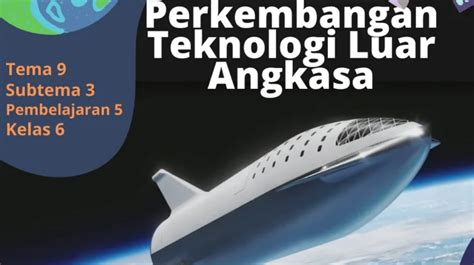 Perkembangan
Teknologi Luar
Angkasa
Tema 9
Subtema 3
Pembelajaran 5
Kelas 6